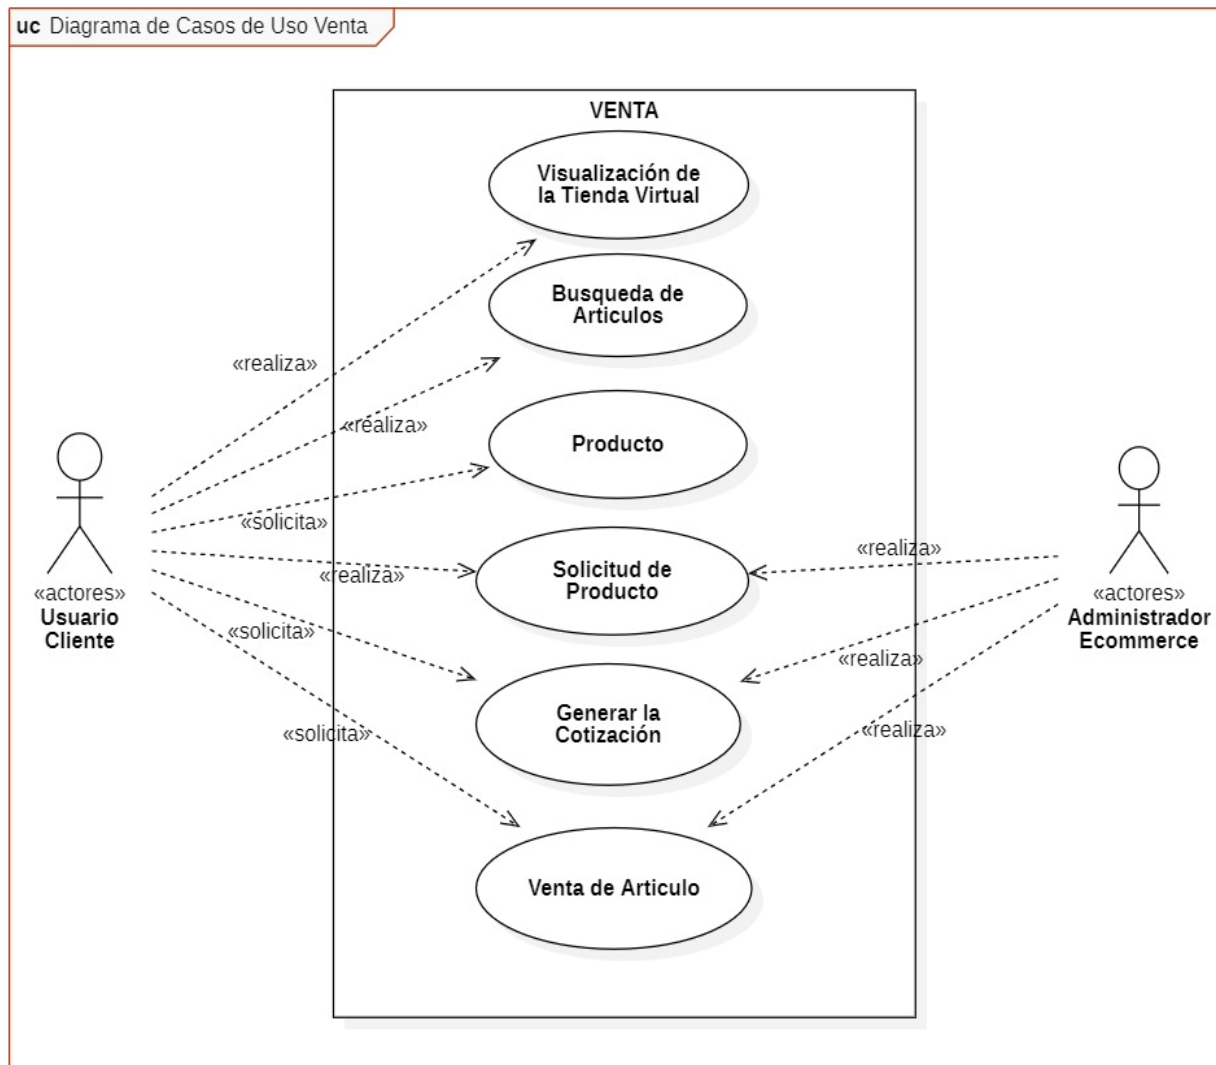 uc Diagrama de Casos de Uso Venta
VENTA
Visualización de
la Tienda Virtual
Busqueda de
Articulos
«realiza»
«realiza»
Producto
«solicita»
Solicitud de
Producto
«realiza»
«realiza»
«actores»
Usuario
Cliente
«actores»
Administrador
Ecommerce
«solicita»
«realiza»
Generar la
Cotización
«solicita»
«realiza»
Venta de Articulo